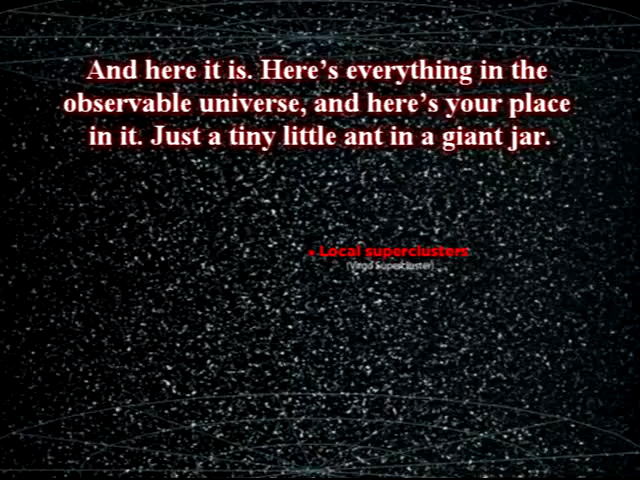 And here it is. Here’s everything in the
observable universe, and here’s your place
in it. Just a tiny little ant in a giant jar.
• Local superclusters
(Virgo Supercluster)